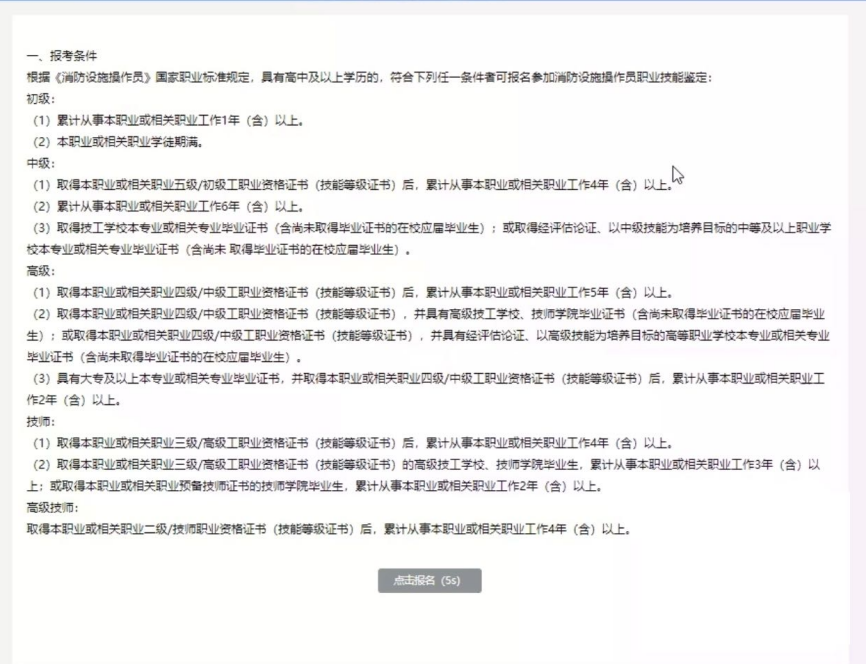 一、报考条件
根据《消防设施操作员》国家职业标准规定，具有高中及以上学历的，符合下列任一条件者可报名参加消防设施操作员职业技能鉴定：
初级：
（1）累计从事本职业或相关职业工作1年（含）以上。
（2）本职业或相关职业学徒期满。
中级：
（1）取得本职业或相关职业五级/初级工职业资格证书（技能等级证书）后，累计从事本职业或相关职业工作4年（含）以上。
（2）累计从事本职业或相关职业工作6年（含）以上。
（3）取得技工学校本专业或相关专业毕业证书（含尚未取得毕业证书的在校应届毕业生）；或取得经评估论证、以中级技能为培养目标的中等及以上职业学
校本专业或相关专业毕业证书（含尚未 取得毕业证书的在校应届毕业生）。
高级：
（1）取得本职业或相关职业四级/中级工职业资格证书（技能等级证书）后，累计从事本职业或相关职业工作5年（含）以上。
（2）取得本职业或相关职业四级/中级工职业资格证书（技能等级证书），并具有高级技工学校、技师学院毕业证书（含尚未取得毕业证书的在校应届毕业
生）；或取得本职业或相关职业四级/中级工职业资格证书（技能等级证书），并具有经评估论证、以高级技能为培养目标的高等职业学校本专业或相关专业
毕业证书（含尚未取得毕业证书的在校应届毕业生）。
（3）具有大专及以上本专业或相关专业毕业证书，并取得本职业或相关职业四级/中级工职业资格证书（技能等级证书）后，累计从事本职业或相关职业工
作2年（含）以上。
技师：
（1）取得本职业或相关职业三级/高级工职业资格证书（技能等级证书）后，累计从事本职业或相关职业工作4年（含）以上。
（2）取得本职业或相关职业三级/高级工职业资格证书（技能等级证书）的高级技工学校、技师学院毕业生，累计从事本职业或相关职业工作3年（含）以
上；或取得本职业或相关职业预备技师证书的技师学院毕业生，累计从事本职业或相关职业工作2年（含）以上。
高级技师：
取得本职业或相关职业二级/技师职业资格证书（技能等级证书）后，累计从事本职业或相关职业工作4年（含）以上。
点击报名（5s）